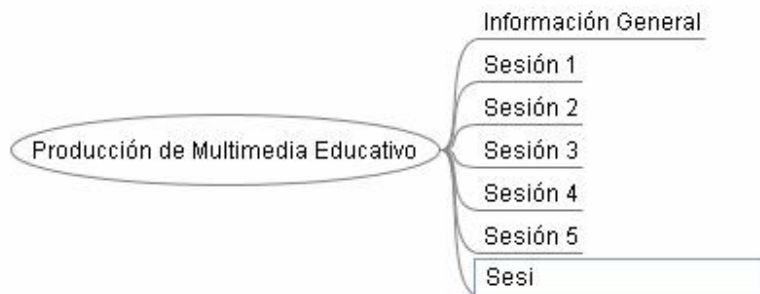 Información General
Sesión 1
Sesión 2
Producción de Multimedia Educativo
Sesión 3
Sesión 4
Sesión 5
Sesi